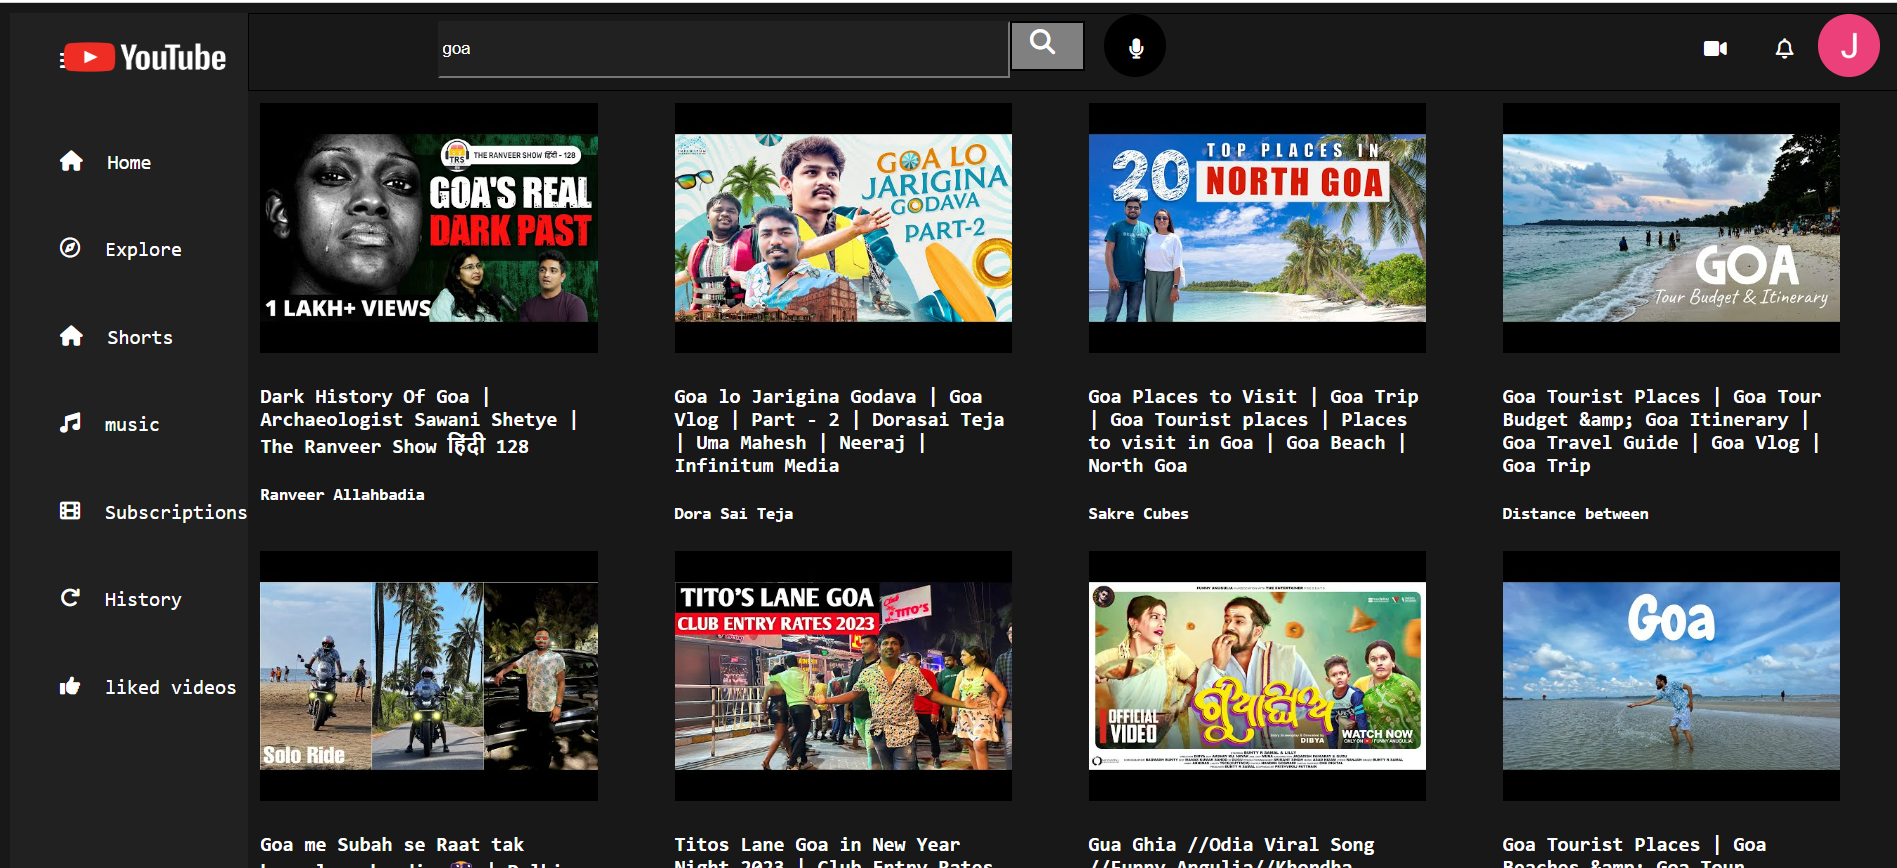 YouTube
goa
J
Home
Explore
Shorts
music
Subscriptions
History
liked videos
TRS
THE RANVEER SHOW हिंदी - 128
GOA'S REAL
DARK PAST
1 LAKH+ VIEWS
Dark History Of Goa |
Archaeologist Sawani Shetye |
The Ranveer Show हिंदी 128
Ranveer Allahbadia
GOA LO
JARIGINA
GODAVA
PART-2
Goa lo Jarigina Godava | Goa
Vlog | Part - 2 | Dorasai Teja
| Uma Mahesh | Neeraj |
Infinitum Media
Dora Sai Teja
20
TOP PLACES IN
NORTH GOA
Goa Places to Visit | Goa Trip
| Goa Tourist places | Places
to visit in Goa | Goa Beach |
North Goa
Sakre Cubes
GOA
Tour Budget & Itinerary
Goa Tourist Places | Goa Tour
Budget &amp; Goa Itinerary |
Goa Travel Guide | Goa Vlog |
Goa Trip
Distance between
Solo Ride
Goa me Subah se Raat tak
TITO'S LANE GOA
CLUB ENTRY RATES 2023
Club
TITO'S
Titos Lane Goa in New Year
Night 2023 | Club Entry Rates
OFFICIAL
VIDEO
ଗୁଁଆଘିଅ
DIBYA
WATCH NOW
Gua Ghia //Odia Viral Song
//Funny Angulia//Khordha
Goa
Goa Tourist Places | Goa
Beaches &amp; Goa Tour